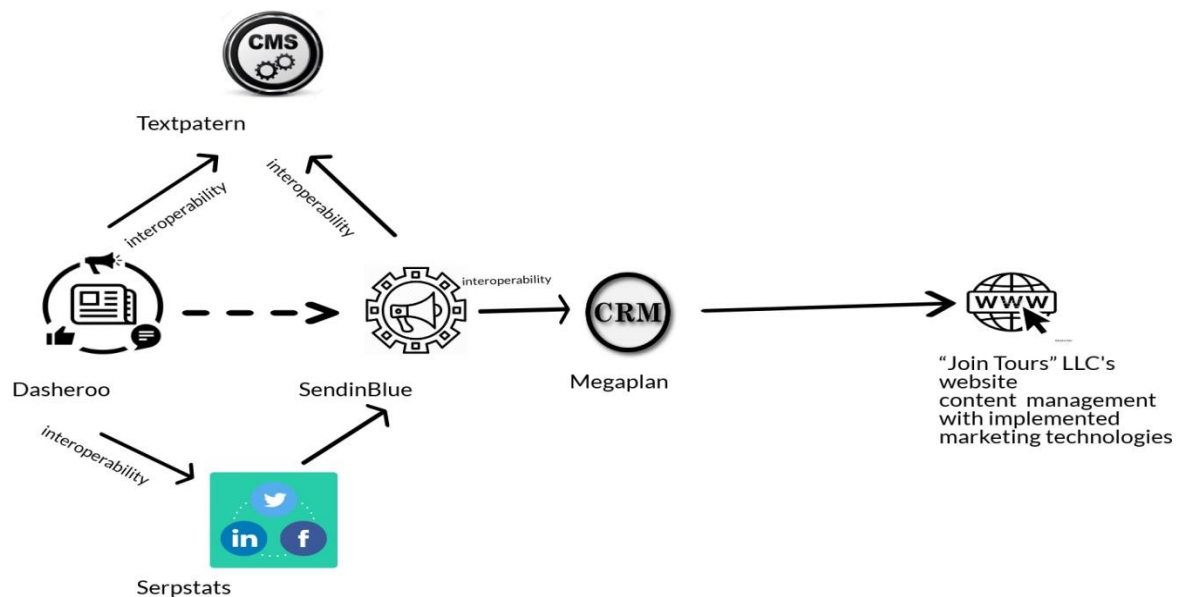 CMS
Textpatern
interoperability
interoperability
interoperability
CRM
WWW
Dasheroo
SendinBlue
Megaplan
“Join Tours” LLC's
website
content management
with implemented
marketing technologies
interoperability
in
f
Serpstats